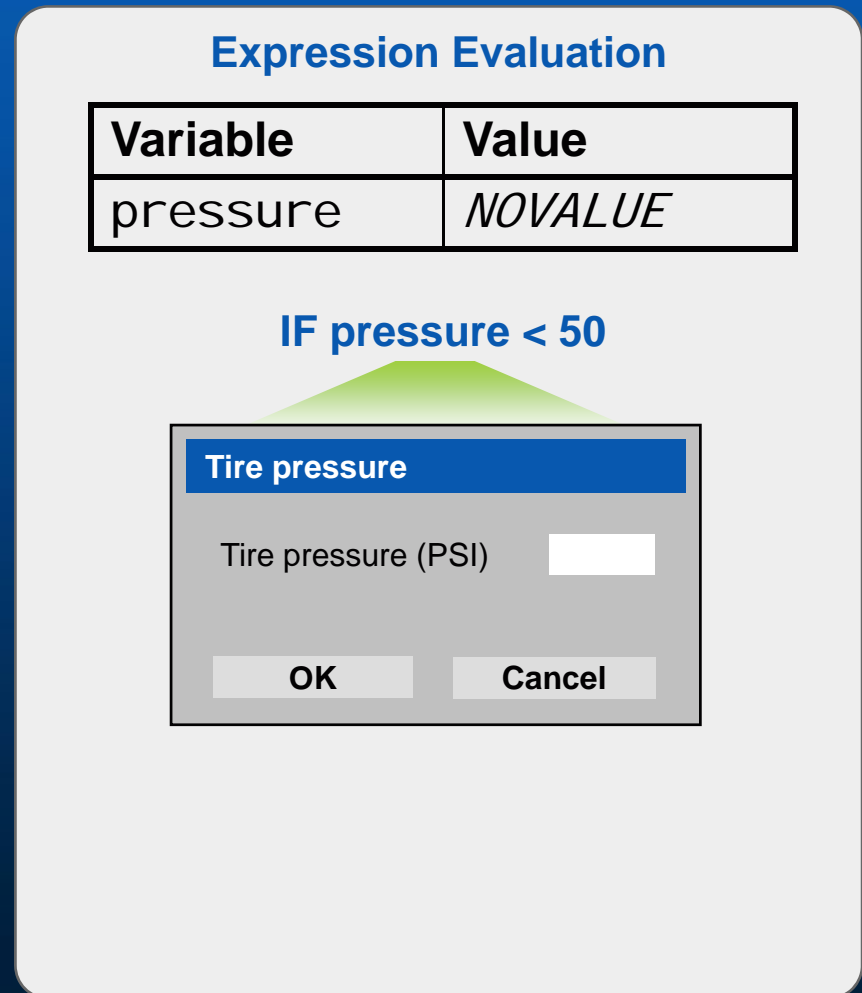 Expression Evaluation
Variable Value
pressure NOVALUE
IF pressure < 50
Tire pressure
Tire pressure (PSI)
OK Cancel